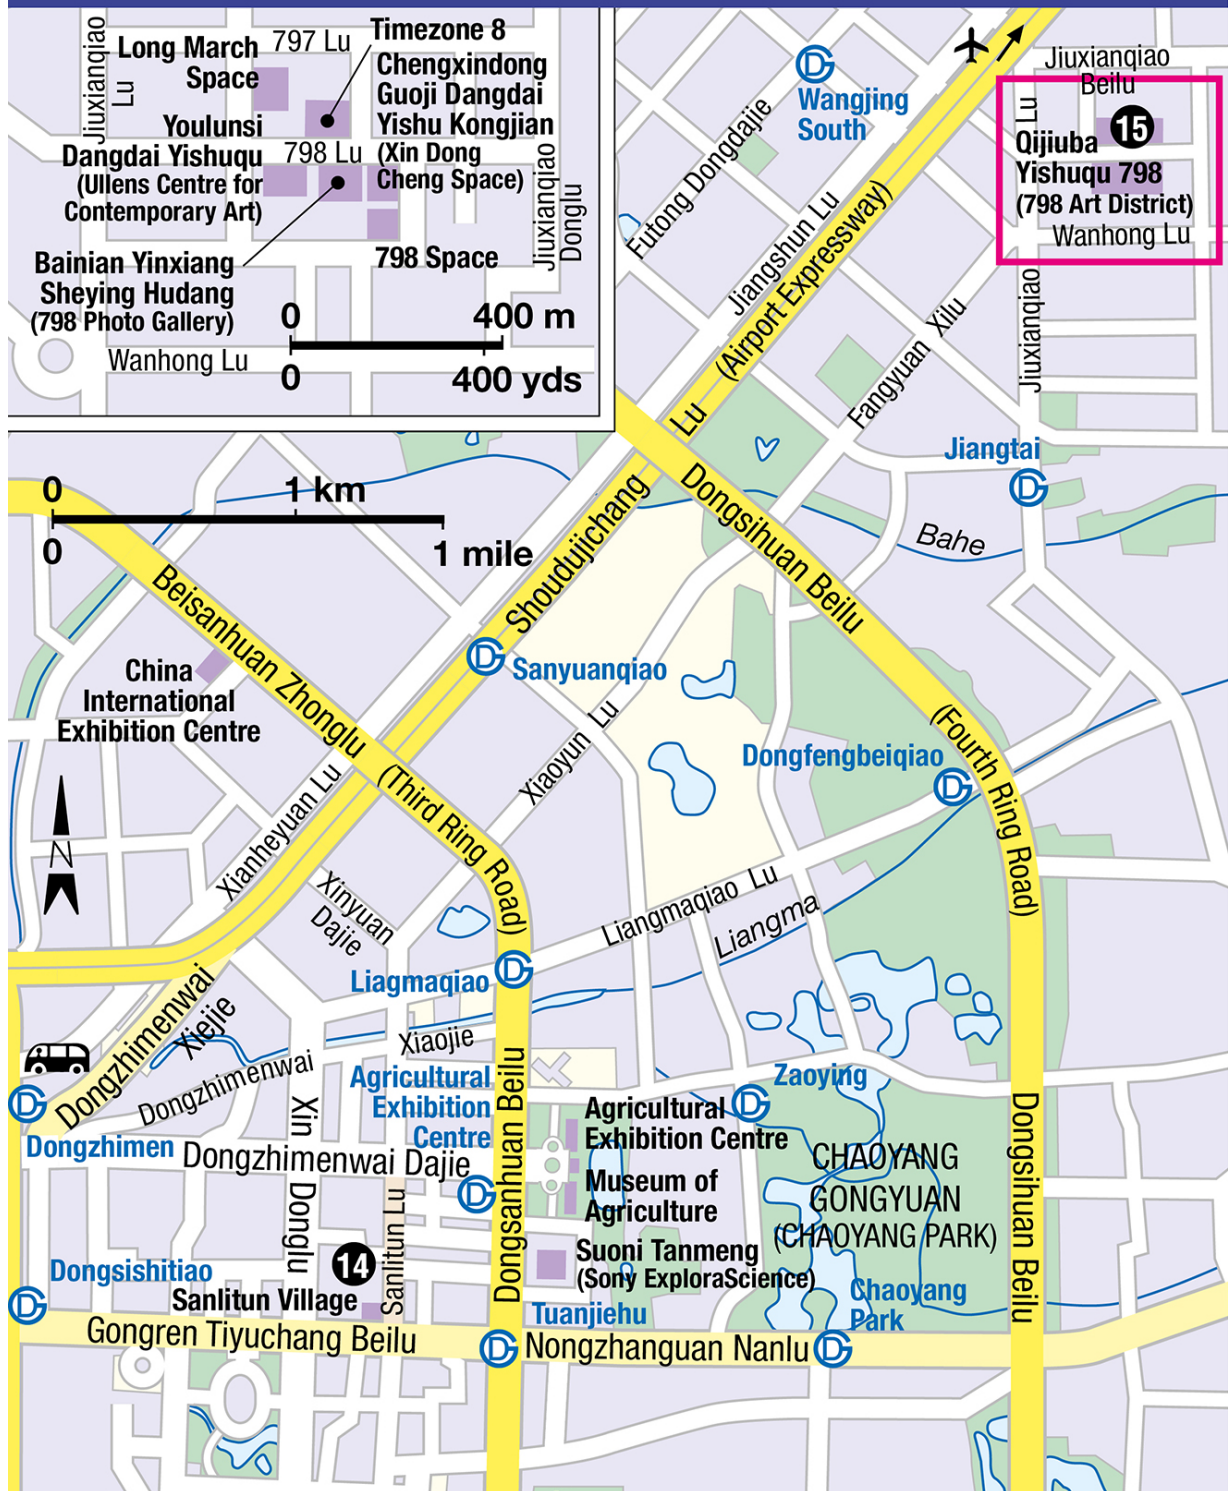 Jiuxianqiao
Lu
Long March
Space
797 Lu
Timezone 8
Chengxindong
Guoji Dangdai
Yishu Kongjian
(Xin Dong
Cheng Space)
Youlunsi
Dangdai Yishuqu
(Ullens Centre for
Contemporary Art)
798 Lu
Jiuxianqiao
Donglu
798 Space
Bainian Yinxiang
Sheying Hudang
(798 Photo Gallery)
0
400 m
0
400 yds
Wanhong Lu
Wangjing
South
Futong Dongdajie
Jiangshun Lu
(Airport Expressway)
Lu
Shoudujichang
Jiuxianqiao
Beilu
Lu
15
Qijiuba
Yishuqu 798
(798 Art District)
Wanhong Lu
Jiuxianqiao
Fangyuan Xilu
Jiangtai
Bahe
0
1 km
0
1 mile
Dongsihuan Beilu
(Fourth Ring Road)
Beisanhuan Zhonglu
(Third Ring Road)
China
International
Exhibition Centre
Sanyuanqiao
Xiaoyun Lu
Dongfengbeiqiao
Xianheyuan Lu
N
Xinyuan
Dajie
Liangmaqiao Lu
Liangma
Liagmaqiao
Dongzhimenwai
Xiejie
Dongzhimenwai
Xiaojie
Dongzhimen
Agricultural
Exhibition
Centre
Xin Donglu
Dongzhimenwai Dajie
Dongsanhuan Beilu
Agricultural
Exhibition Centre
Museum of
Agriculture
Zaoying
CHAOYANG
GONGYUAN
(CHAOYANG PARK)
Dongsihuan Beilu
Suoni Tanmeng
(Sony ExploraScience)
Dongsishitiao
14
Sanlitun Village
Sanlitun Lu
Tuanjiehu
Chaoyang
Park
Gongren Tiyuchang Beilu
Nongzhanguan Nanlu